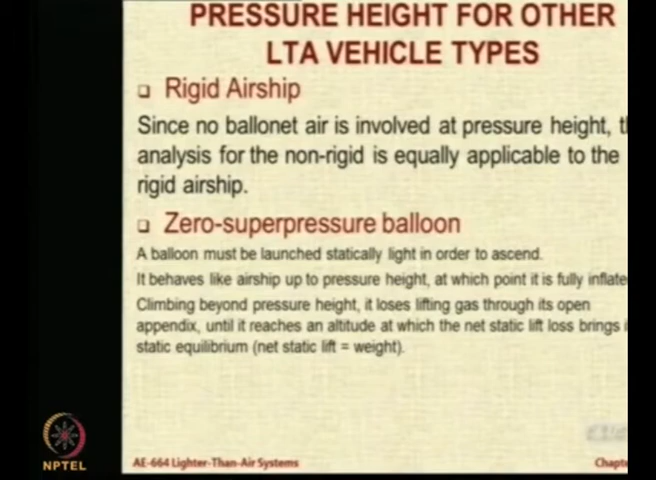 PRESSURE HEIGHT FOR OTHER
LTA VEHICLE TYPES
Rigid Airship
Since no ballonet air is involved at pressure height, t
analysis for the non-rigid is equally applicable to the
rigid airship.
Zero-superpressure balloon
A balloon must be launched statically light in order to ascend.
It behaves like airship up to pressure height, at which point it is fully inflate
Climbing beyond pressure height, it loses lifting gas through its open
appendix, until it reaches an altitude at which the net static lift loss brings i
static equilibrium (net static lift = weight).
NPTEL
AE-664 Lighter-Than-Air Systems
Chapte